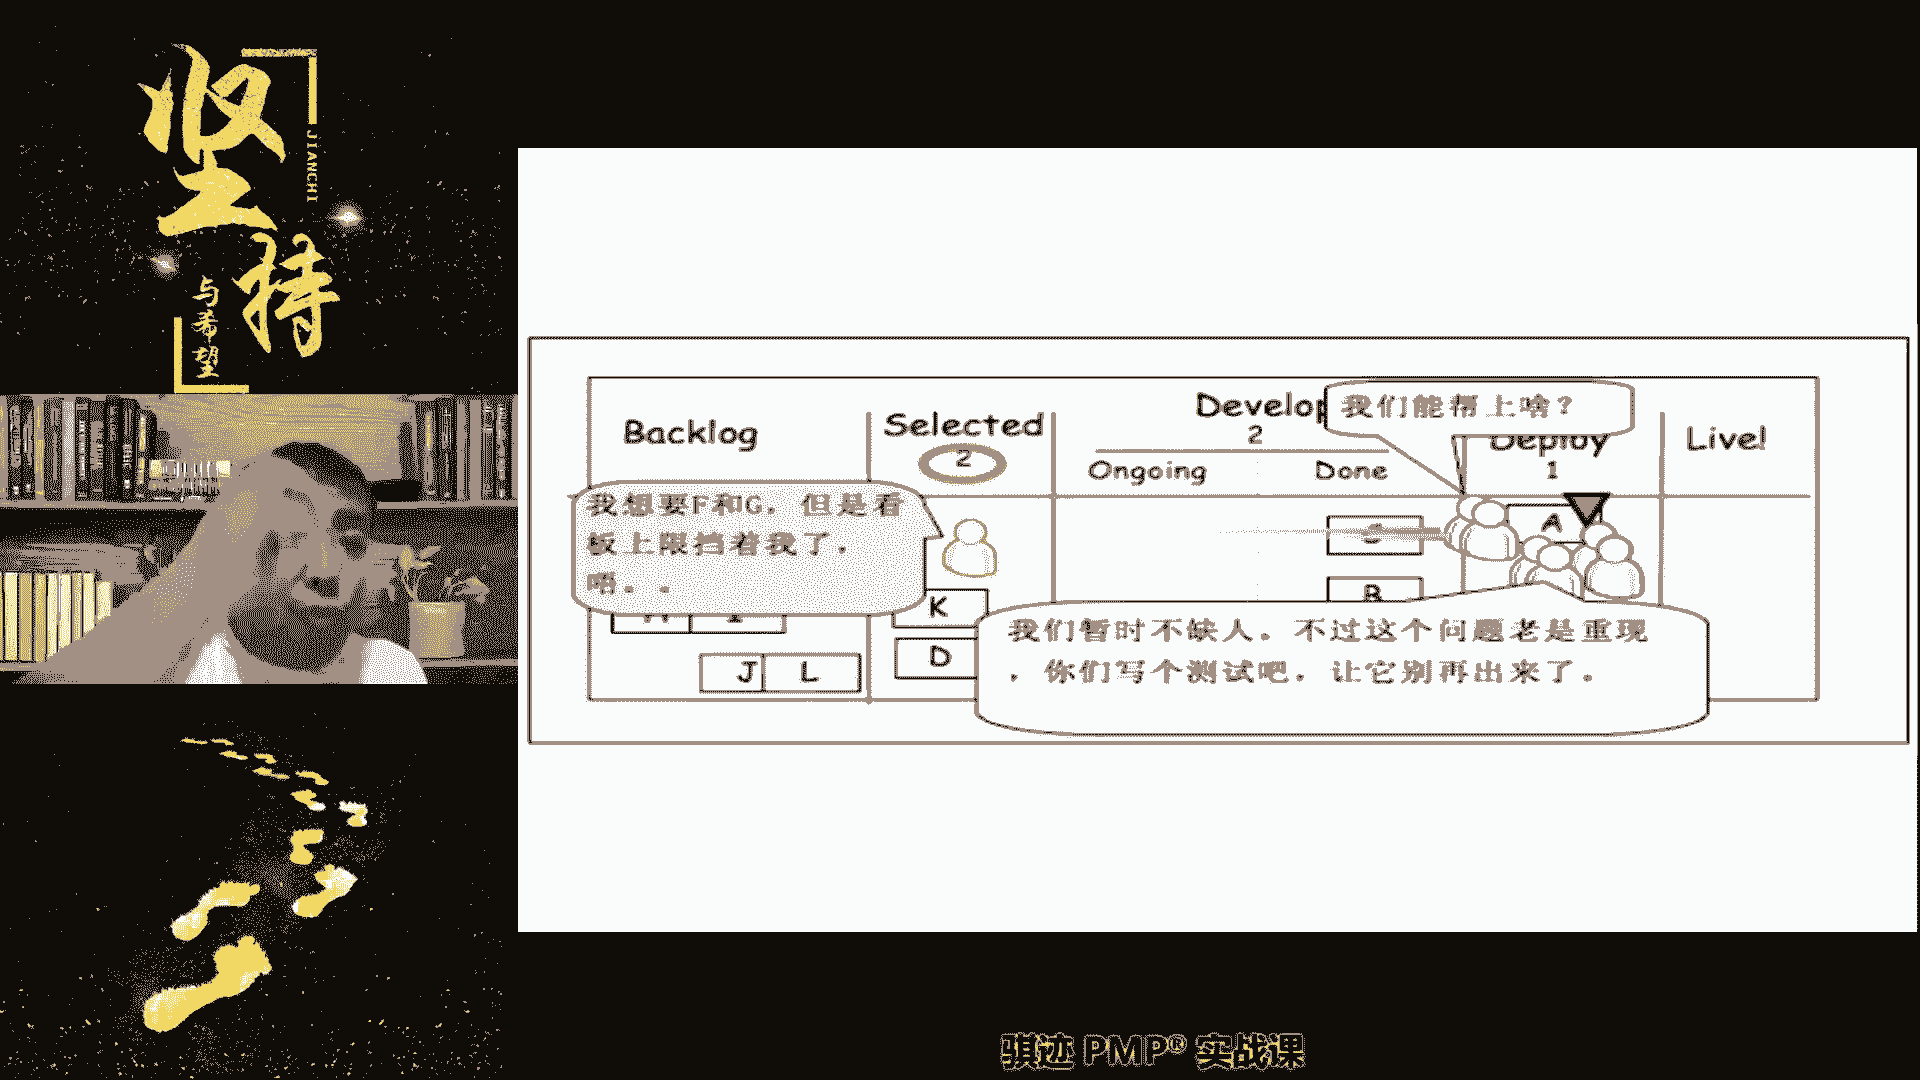 坚持
JIANCHI
与希望
Backlog
Selected
2
Develop
2
Ongoing
Done
我们能帮上啥？
Deploy
1
Live!
我想要F和G，但是看
板上限挡着我了，
唔。。
A
B
K
D
J L
我们暂时不缺人。不过这个问题老是重现
，你们写个测试吧，让它别再出来了。
骐迹 PMP® 实战课